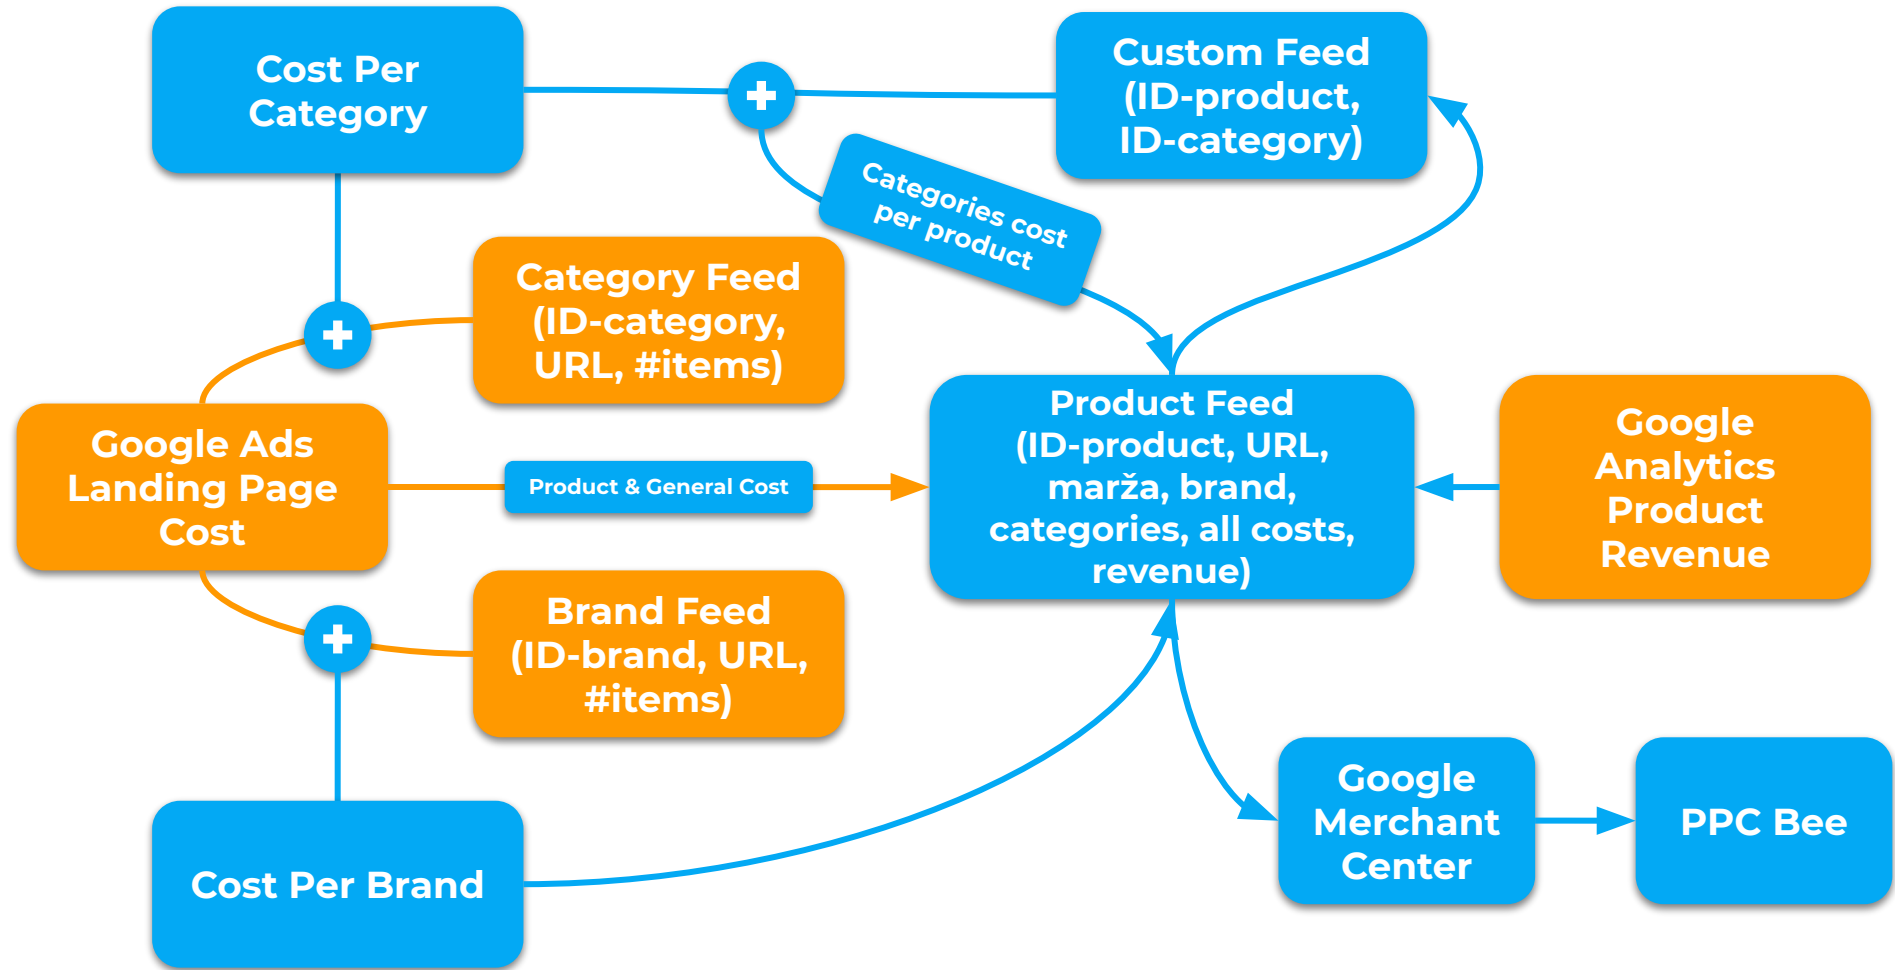 Cost Per
Category
Custom Feed
(ID-product,
ID-category)
Categories cost
per product
Category Feed
(ID-category,
URL, #items)
Google Ads
Landing Page
Cost
Product & General Cost
Product Feed
(ID-product, URL,
marža, brand,
categories, all costs,
revenue)
Google
Analytics
Product
Revenue
Brand Feed
(ID-brand, URL,
#items)
Cost Per Brand
Google
Merchant
Center
PPC Bee